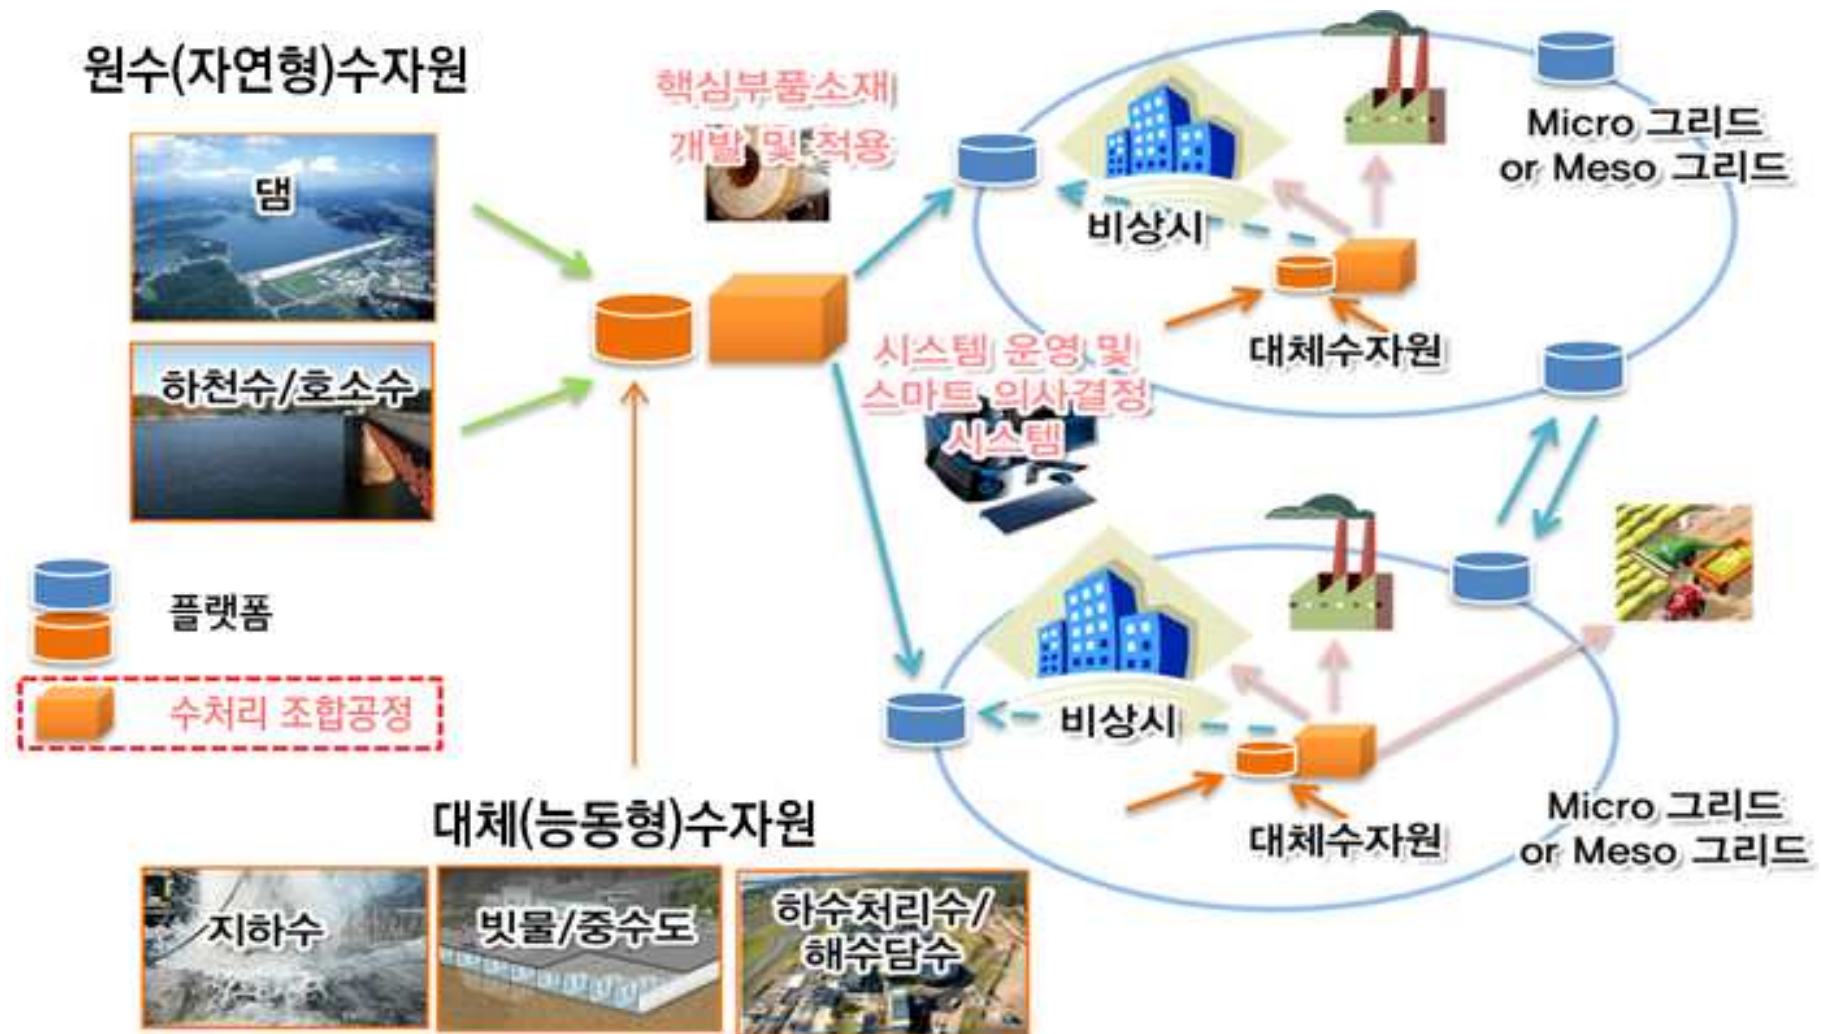 원수(자연형)수자원
댐
하천수/호소수
플랫폼
수처리 조합공정
핵심부품소재
개발 및 적용
시스템 운영 및
스마트 의사결정
시스템
Micro 그리드
or Meso 그리드
비상시
대체수자원
비상시
대체수자원
Micro 그리드
or Meso 그리드
대체(능동형)수자원
지하수
빗물/중수도
하수처리수/
해수담수